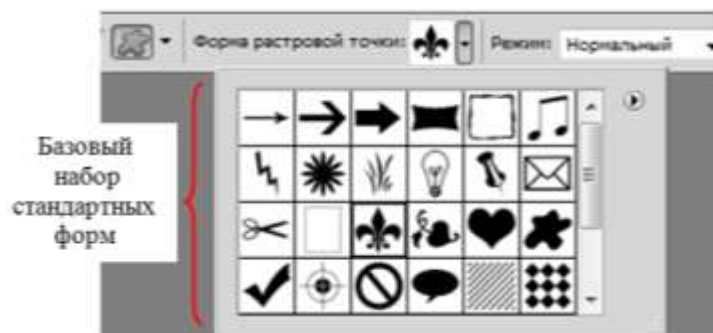 Форма растровой точки: Режим: Нормальный
Базовый
набор
стандартных
форм